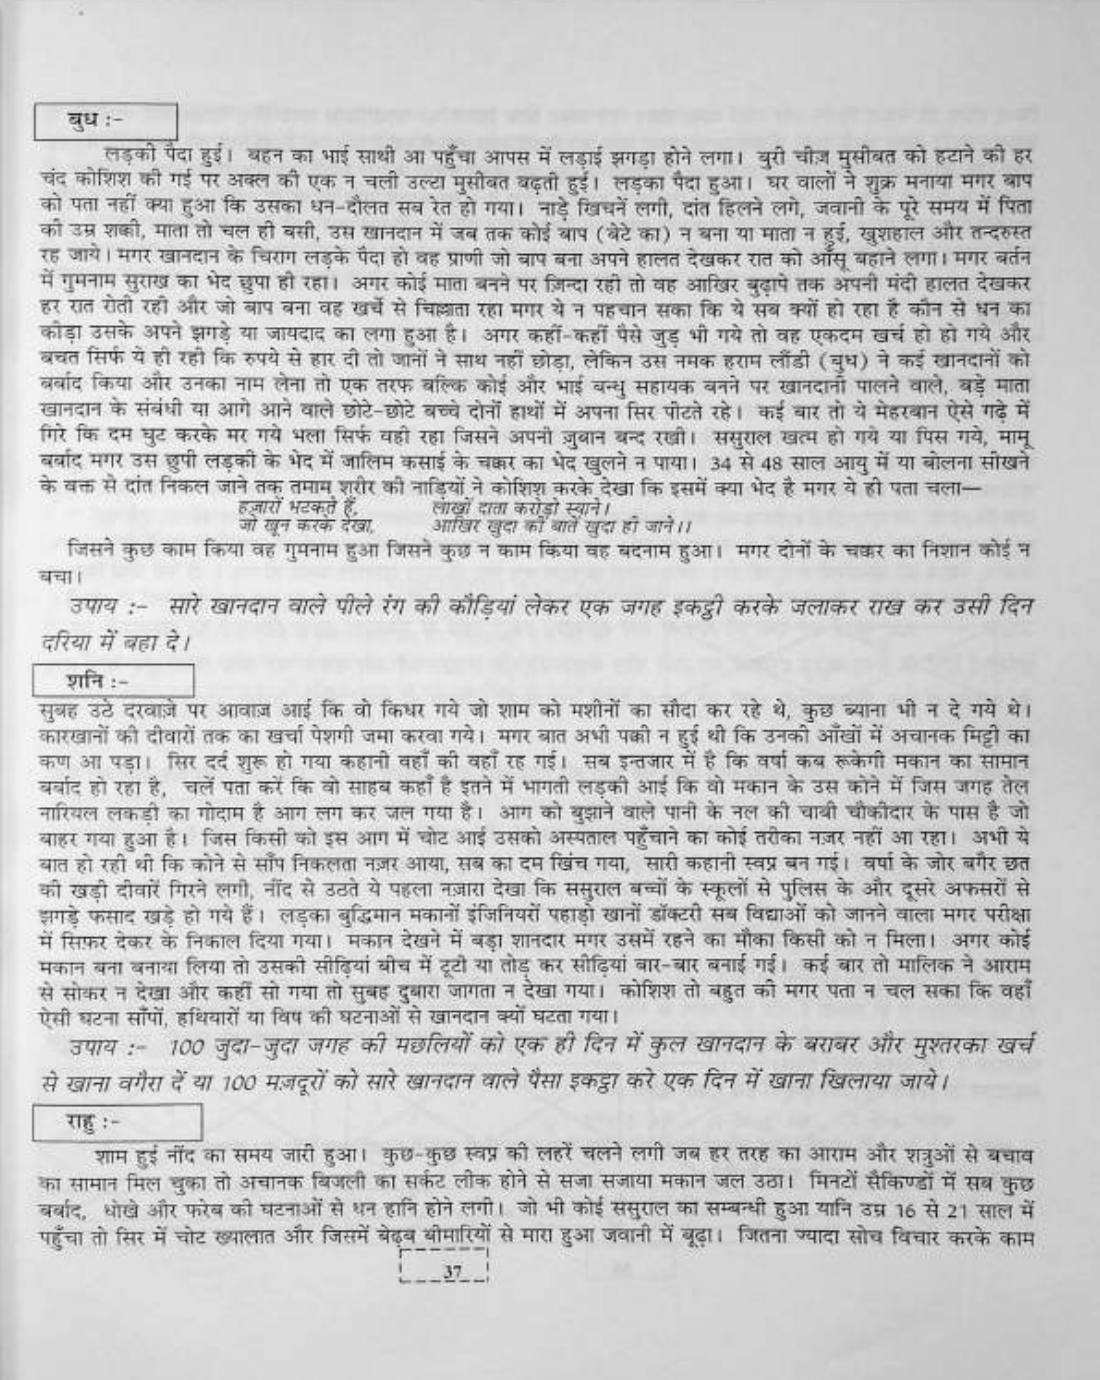 बुध :-
लड़की पैदा हुई। बहन का भाई साथी आ पहुँचा आपस में लड़ाई झगड़ा होने लगा। बुरी चीज़ मुसीबत को हटाने की हर
चंद कोशिश की गई पर अक्ल की एक न चली उल्टा मुसीबत बढ़ती हुई। लड़का पैदा हुआ। घर वालों ने शुक्र मनाया मगर बाप
को पता नहीं क्या हुआ कि उसका धन-दौलत सब रेत हो गया। नाड़ें खिचनें लगी, दांत हिलने लगे, जवानी के पूरे समय में पिता
की उम्र शक्की, माता तो चल ही बसी, उस खानदान में जब तक कोई बाप (बेटे का) न बना या माता न हुई, खुशहाल और तन्दरुस्त
रह जाये। मगर खानदान के चिराग लड़के पैदा हो वह प्राणी जो बाप बना अपने हालत देखकर रात को आँसू बहाने लगा। मगर बर्तन
में गुमनाम सुराख का भेद छुपा ही रहा। अगर कोई माता बनने पर ज़िन्दा रही तो वह आखिर बुढ़ापे तक अपनी मंदी हालत देखकर
हर रात रोती रही और जो बाप बना वह खर्चे से चिल्लाता रहा मगर ये न पहचान सका कि ये सब क्यों हो रहा है कौन से धन का
कीड़ा उसके अपने झगड़े या जायदाद का लगा हुआ है। अगर कहीं-कहीं पैसे जुड़ भी गये तो वह एकदम खर्च हो हो गये और
बचत सिर्फ ये ही रही कि रुपये से हार दी तो जानों ने साथ नहीं छोड़ा, लेकिन उस नमक हराम लौंडी (बुध) ने कई खानदानों को
बर्बाद किया और उनका नाम लेना तो एक तरफ बल्कि कोई और भाई बन्धु सहायक बनने पर खानदानी पालने वाले, बड़े माता
खानदान के संबंधी या आगे आने वाले छोटे-छोटे बच्चे दोनों हाथों में अपना सिर पीटते रहे। कई बार तो ये मेहरबान ऐसे गढ़े में
गिरे कि दम घुट करके मर गये भला सिर्फ वही रहा जिसने अपनी ज़ुबान बन्द रखी। ससुराल खत्म हो गये या पिस गये, मामू
बर्बाद मगर उस छुपी लड़की के भेद में जालिम कसाई के चक्कर का भेद खुलने न पाया। 34 से 48 साल आयु में या बोलना सीखने
के वक्त से दांत निकल जाने तक तमाम शरीर की नाड़ियों ने कोशिश करके देखा कि इसमें क्या भेद है मगर ये ही पता चला—
हज़ारों भटकते हैं, लाखों दाता करोड़ों स्याने।
जो खून करके देखा, आखिर खुदा की बातें खुदा ही जाने।।
जिसने कुछ काम किया वह गुमनाम हुआ जिसने कुछ न काम किया वह बदनाम हुआ। मगर दोनों के चक्कर का निशान कोई न
बचा।
उपाय :- सारे खानदान वाले पीले रंग की कौड़ियां लेकर एक जगह इकट्ठी करके जलाकर राख कर उसी दिन
दरिया में बहा दे।
शनि :-
सुबह उठे दरवाज़े पर आवाज़ आई कि वो किधर गये जो शाम को मशीनों का सौदा कर रहे थे, कुछ ब्याना भी न दे गये थे।
कारखानों की दीवारों तक का खर्चा पेशगी जमा करवा गये। मगर बात अभी पक्की न हुई थी कि उनकी आँखों में अचानक मिट्टी का
कण आ पड़ा। सिर दर्द शुरू हो गया कहानी वहाँ की वहाँ रह गई। सब इन्तजार में है कि वर्षा कब रूकेगी मकान का सामान
बर्बाद हो रहा है, चलें पता करें कि वो साहब कहाँ है इतने में भागती लड़की आई कि वो मकान के उस कोने में जिस जगह तेल
नारियल लकड़ी का गोदाम है आग लग कर जल गया है। आग को बुझाने वाले पानी के नल की चाबी चौकीदार के पास है जो
बाहर गया हुआ है। जिस किसी को इस आग में चोट आई उसको अस्पताल पहुँचाने का कोई तरीका नज़र नहीं आ रहा। अभी ये
बात हो रही थी कि कोने से साँप निकलता नज़र आया, सब का दम खिंच गया, सारी कहानी स्वप्न बन गई। वर्षा के जोर बगैर छत
की खड़ी दीवारें गिरने लगी, नींद से उठते ये पहला नज़ारा देखा कि ससुराल बच्चों के स्कूलों से पुलिस के और दूसरे अफसरों से
झगड़े फसाद खड़े हो गये हैं। लड़का बुद्धिमान मकानों इंजिनियरों पहाड़ी खानों डॉक्टरी सब विद्याओं को जानने वाला मगर परीक्षा
में सिफ़र देकर के निकाल दिया गया। मकान देखने में बड़ा शानदार मगर उसमें रहने का मौका किसी को न मिला। अगर कोई
मकान बना बनाया लिया तो उसकी सीढ़ियां बीच में टूटी या तोड़ कर सीढ़ियां बार-बार बनाई गई। कई बार तो मालिक ने आराम
से सोकर न देखा और कहीं सो गया तो सुबह दुबारा जागता न देखा गया। कोशिश तो बहुत की मगर पता न चल सका कि वहाँ
ऐसी घटना साँपों, हथियारों या विष की घटनाओं से खानदान क्यों घटता गया।
उपाय :- 100 जुदा-जुदा जगह की मछलियों को एक ही दिन में कुल खानदान के बराबर और मुश्तरका खर्च
से खाना वगैरा दें या 100 मज़दूरों को सारे खानदान वाले पैसा इकट्ठा करे एक दिन में खाना खिलाया जाये।
राहु :-
शाम हुई नींद का समय जारी हुआ। कुछ-कुछ स्वप्न की लहरें चलने लगी जब हर तरह का आराम और शत्रुओं से बचाव
का सामान मिल चुका तो अचानक बिजली का सर्कट लीक होने से सजा सजाया मकान जल उठा। मिनटों सैकिण्डों में सब कुछ
बर्बाद, धोखे और फरेब की घटनाओं से धन हानि होने लगी। जो भी कोई ससुराल का सम्बन्धी हुआ यानि उम्र 16 से 21 साल में
पहुँचा तो सिर में चोट ख्यालात और जिसमें बेढ़ब बीमारियों से मारा हुआ जवानी में बूढ़ा। जितना ज्यादा सोच विचार करके काम
37